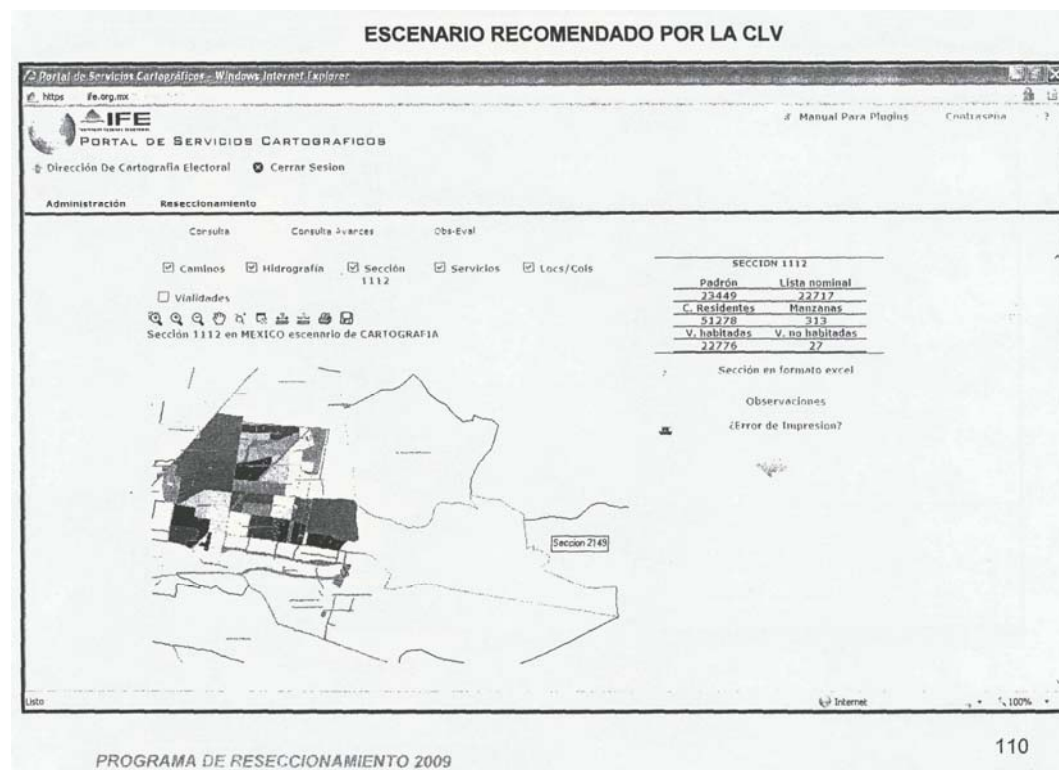 ESCENARIO RECOMENDADO POR LA CLV
Portal de Servicios Cartográficos - Windows Internet Explorer
https ife.org.mx
IFE
PORTAL DE SERVICIOS CARTOGRAFICOS
Manual Para Plugins Contraseña ?
Dirección De Cartografía Electoral Cerrar Sesion
Administración Reseccionamiento
Consulta Consulta Avances Obs-Eval
Caminos Hidrografía Sección 1112 Servicios Locs/Cols
Vialidades
Sección 1112 en MEXICO escenario de CARTOGRAFIA
SECCION 1112
Padrón Lista nominal
23449 22717
C. Residentes Manzanas
51278 313
V. habitadas V. no habitadas
22776 27
Sección en formato excel
Observaciones
¿Error de Impresion?
Seccion 2149
Listo Internet 100%
PROGRAMA DE RESECCIONAMIENTO 2009
110